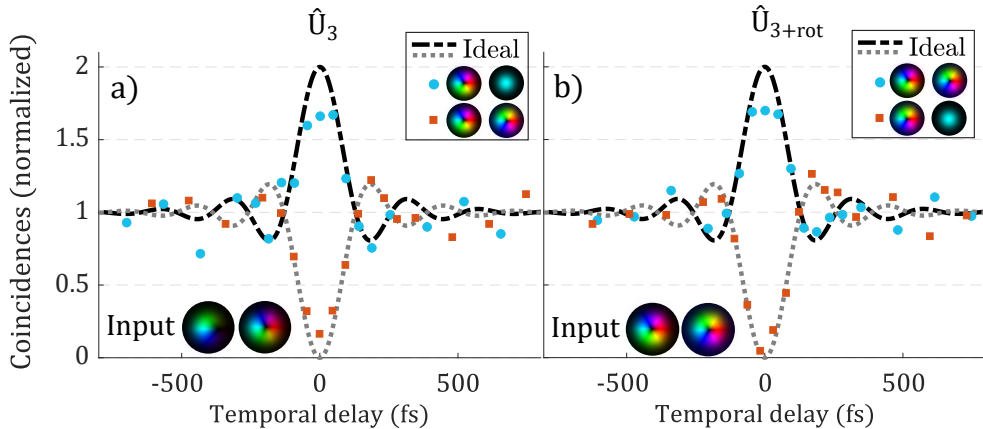 Û3
Û3+rot
a)
Ideal
b)
Ideal
Coincidences (normalized)
2
1.5
1
0.5
0
Input
Input
-500
0
500
-500
0
500
Temporal delay (fs)
Temporal delay (fs)